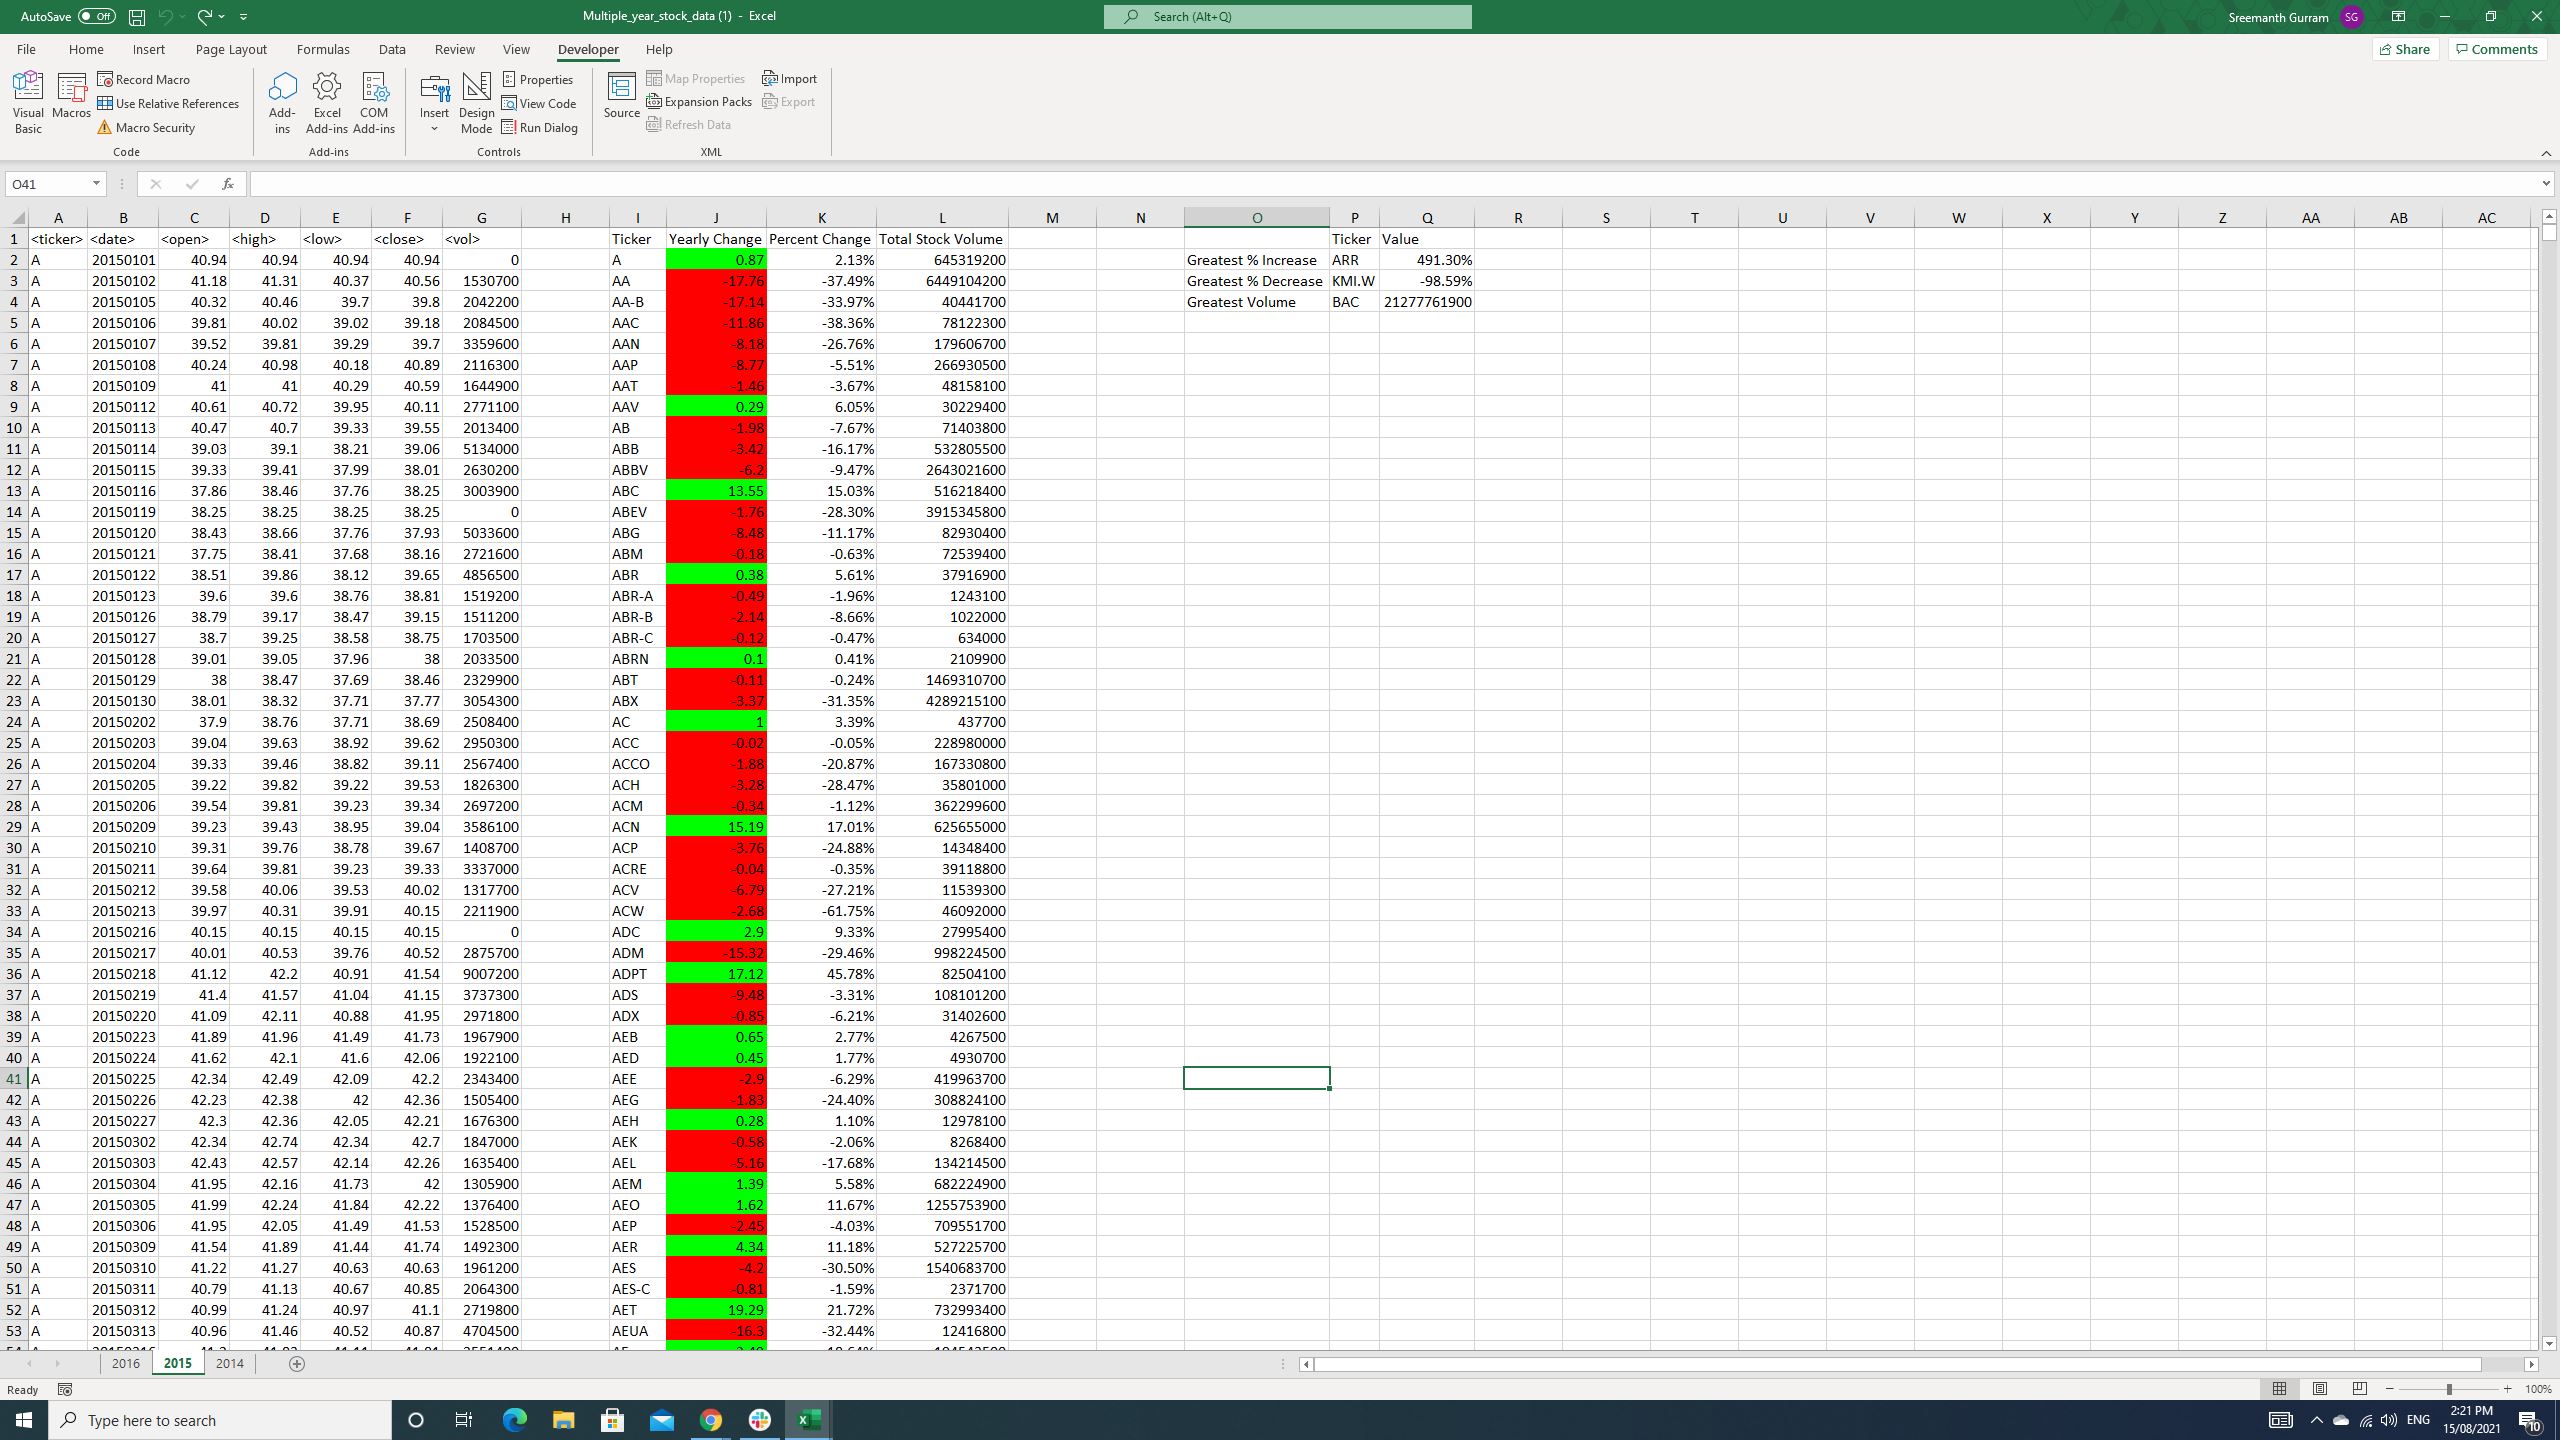 AutoSave Off Multiple_year_stock_data (1) - Excel Search (Alt+Q) Sreemanth Gurram SG
File Home Insert Page Layout Formulas Data Review View Developer Help Share Comments
Visual Basic
Macros
Record Macro
Use Relative References
Macro Security
Code
Add-ins
Excel Add-ins
COM Add-ins
Add-ins
Insert
Design Mode
Properties
View Code
Run Dialog
Controls
Source
Map Properties
Expansion Packs
Refresh Data
Import
Export
XML
O41 fx
A B C D E F G H I J K L M N O P Q R S T U V W X Y Z AA AB AC
1 <ticker> <date> <open> <high> <low> <close> <vol> Ticker Yearly Change Percent Change Total Stock Volume Ticker Value
2 A 20150101 40.94 40.94 40.94 40.94 0 A 0.87 2.13% 645319200 Greatest % Increase ARR 491.30%
3 A 20150102 41.18 41.31 40.37 40.56 1530700 AA -17.76 -37.49% 6449104200 Greatest % Decrease KMI.W -98.59%
4 A 20150105 40.32 40.46 39.7 39.8 2042200 AA-B -17.14 -33.97% 40441700 Greatest Volume BAC 21277761900
5 A 20150106 39.81 40.02 39.02 39.18 2084500 AAC -11.86 -38.36% 78122300
6 A 20150107 39.52 39.81 39.29 39.7 3359600 AAN -8.18 -26.76% 179606700
7 A 20150108 40.24 40.98 40.18 40.89 2116300 AAP -8.77 -5.51% 266930500
8 A 20150109 41 41 40.29 40.59 1644900 AAT -1.46 -3.67% 48158100
9 A 20150112 40.61 40.72 39.95 40.11 2771100 AAV 0.29 6.05% 30229400
10 A 20150113 40.47 40.7 39.33 39.55 2013400 AB -1.98 -7.67% 71403800
11 A 20150114 39.03 39.1 38.21 39.06 5134000 ABB -3.42 -16.17% 532805500
12 A 20150115 39.33 39.41 37.99 38.01 2630200 ABBV -6.2 -9.47% 2643021600
13 A 20150116 37.86 38.46 37.76 38.25 3003900 ABC 13.55 15.03% 516218400
14 A 20150119 38.25 38.25 38.25 38.25 0 ABEV -1.76 -28.30% 3915345800
15 A 20150120 38.43 38.66 37.76 37.93 5033600 ABG -8.48 -11.17% 82930400
16 A 20150121 37.75 38.41 37.68 38.16 2721600 ABM -0.18 -0.63% 72539400
17 A 20150122 38.51 39.86 38.12 39.65 4856500 ABR 0.38 5.61% 37916900
18 A 20150123 39.6 39.6 38.76 38.81 1519200 ABR-A -0.49 -1.96% 1243100
19 A 20150126 38.79 39.17 38.47 39.15 1511200 ABR-B -2.14 -8.66% 1022000
20 A 20150127 38.7 39.25 38.58 38.75 1703500 ABR-C -0.12 -0.47% 634000
21 A 20150128 39.01 39.05 37.96 38 2033500 ABRN 0.1 0.41% 2109900
22 A 20150129 38 38.47 37.69 38.46 2329900 ABT -0.11 -0.24% 1469310700
23 A 20150130 38.01 38.32 37.71 37.77 3054300 ABX -3.37 -31.35% 4289215100
24 A 20150202 37.9 38.76 37.71 38.69 2508400 AC 1 3.39% 437700
25 A 20150203 39.04 39.63 38.92 39.62 2950300 ACC -0.02 -0.05% 228980000
26 A 20150204 39.33 39.46 38.82 39.11 2567400 ACCO -1.88 -20.87% 167330800
27 A 20150205 39.22 39.82 39.22 39.53 1826300 ACH -3.28 -28.47% 35801000
28 A 20150206 39.54 39.81 39.23 39.34 2697200 ACM -0.34 -1.12% 362299600
29 A 20150209 39.23 39.43 38.95 39.04 3586100 ACN 15.19 17.01% 625655000
30 A 20150210 39.31 39.76 38.78 39.67 1408700 ACP -3.76 -24.88% 14348400
31 A 20150211 39.64 39.81 39.23 39.33 3337000 ACRE -0.04 -0.35% 39118800
32 A 20150212 39.58 40.06 39.53 40.02 1317700 ACV -6.79 -27.21% 11539300
33 A 20150213 39.97 40.31 39.91 40.15 2211900 ACW -2.68 -61.75% 46092000
34 A 20150216 40.15 40.15 40.15 40.15 0 ADC 2.9 9.33% 27995400
35 A 20150217 40.01 40.53 39.76 40.52 2875700 ADM -15.32 -29.46% 998224500
36 A 20150218 41.12 42.2 40.91 41.54 9007200 ADPT 17.12 45.78% 82504100
37 A 20150219 41.4 41.57 41.04 41.15 3737300 ADS -9.48 -3.31% 108101200
38 A 20150220 41.09 42.11 40.88 41.95 2971800 ADX -0.85 -6.21% 31402600
39 A 20150223 41.89 41.96 41.49 41.73 1967900 AEB 0.65 2.77% 4267500
40 A 20150224 41.62 42.1 41.6 42.06 1922100 AED 0.45 1.77% 4930700
41 A 20150225 42.34 42.49 42.09 42.2 2343400 AEE -2.9 -6.29% 419963700
42 A 20150226 42.23 42.38 42 42.36 1505400 AEG -1.83 -24.40% 308824100
43 A 20150227 42.3 42.36 42.05 42.21 1676300 AEH 0.28 1.10% 12978100
44 A 20150302 42.34 42.74 42.34 42.7 1847000 AEK -0.58 -2.06% 8268400
45 A 20150303 42.43 42.57 42.14 42.26 1635400 AEL -5.16 -17.68% 134214500
46 A 20150304 41.95 42.16 41.73 42 1305900 AEM 1.39 5.58% 682224900
47 A 20150305 41.99 42.24 41.84 42.22 1376400 AEO 1.62 11.67% 1255753900
48 A 20150306 41.95 42.05 41.49 41.53 1528500 AEP -2.45 -4.03% 709551700
49 A 20150309 41.54 41.89 41.44 41.74 1492300 AER 4.34 11.18% 527225700
50 A 20150310 41.22 41.27 40.63 40.63 1961200 AES -4.2 -30.50% 1540683700
51 A 20150311 40.79 41.13 40.67 40.85 2064300 AES-C -0.81 -1.59% 2371700
52 A 20150312 40.99 41.24 40.97 41.1 2719800 AET 19.29 21.72% 732993400
53 A 20150313 40.96 41.46 40.52 40.87 4704500 AEUA -16.3 -32.44% 12416800
2016 2015 2014
Ready 100%
Type here to search ENG 2:21 PM
15/08/2021 10